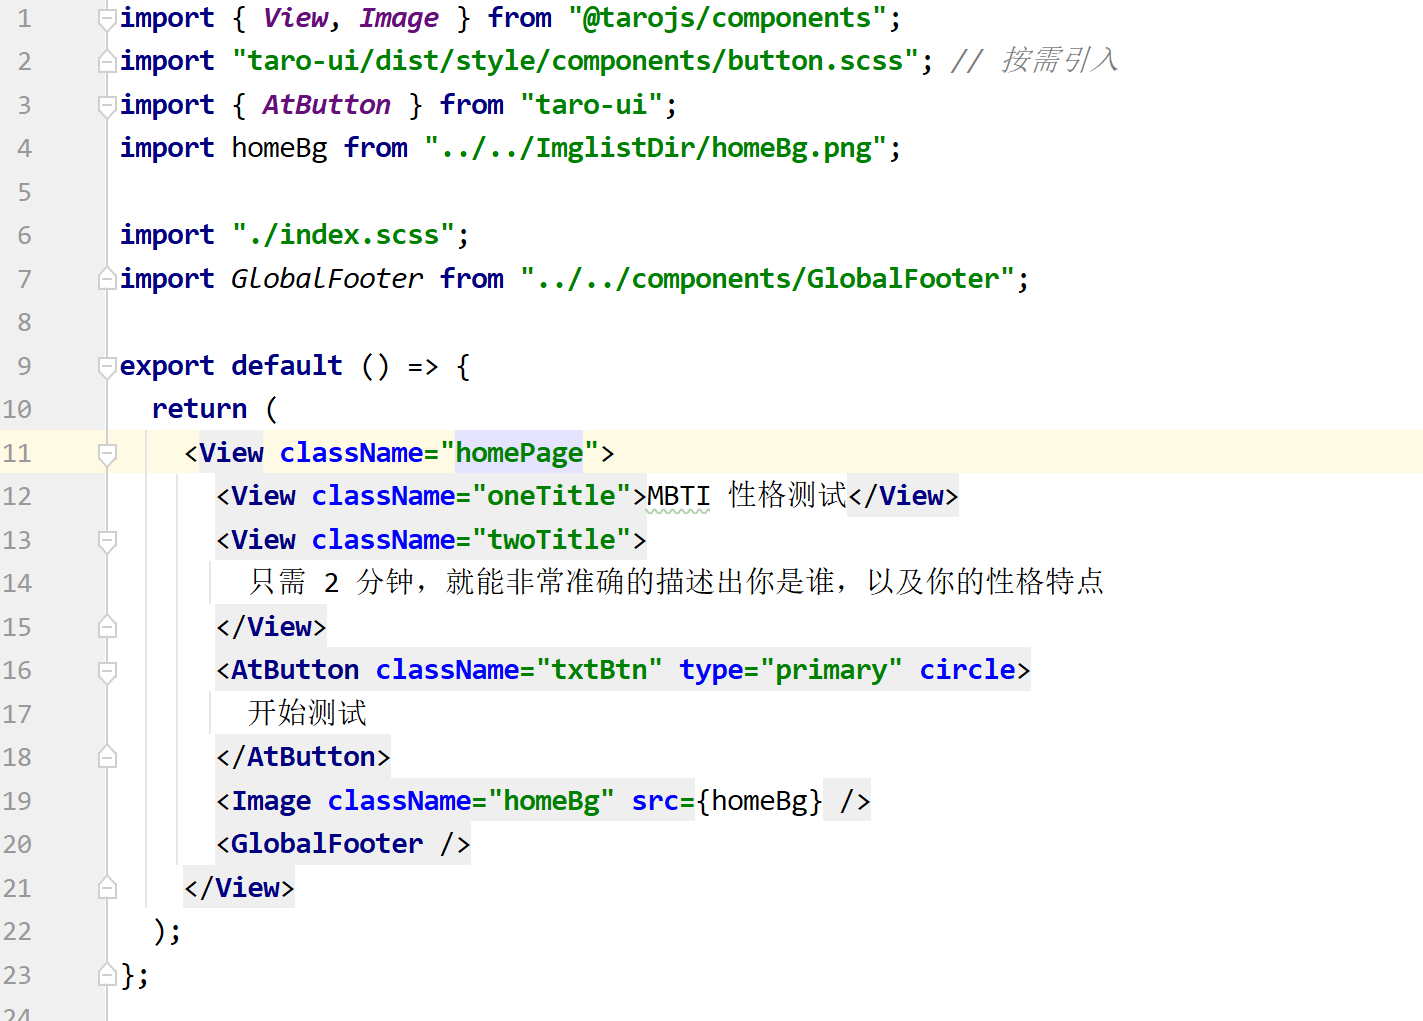 1 import { View, Image } from "@tarojs/components";
2 import "taro-ui/dist/style/components/button.scss"; // 按需引入
3 import { AtButton } from "taro-ui";
4 import homeBg from "../../ImglistDir/homeBg.png";
5
6 import "./index.scss";
7 import GlobalFooter from "../../components/GlobalFooter";
8
9 export default () => {
10 return (
11 <View className="homePage">
12 <View className="oneTitle">MBTI 性格测试</View>
13 <View className="twoTitle">
14 只需 2 分钟，就能非常准确的描述出你是谁，以及你的性格特点
15 </View>
16 <AtButton className="txtBtn" type="primary" circle>
17 开始测试
18 </AtButton>
19 <Image className="homeBg" src={homeBg} />
20 <GlobalFooter />
21 </View>
22 );
23 };
24